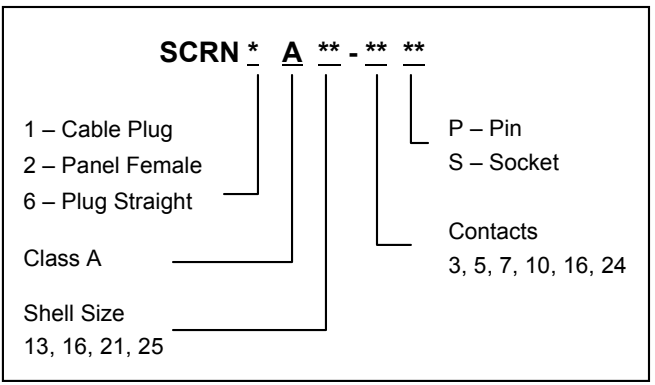 SCRN * A ** - ** **
1 – Cable Plug
2 – Panel Female
6 – Plug Straight
Class A
Shell Size
13, 16, 21, 25
P – Pin
S – Socket
Contacts
3, 5, 7, 10, 16, 24